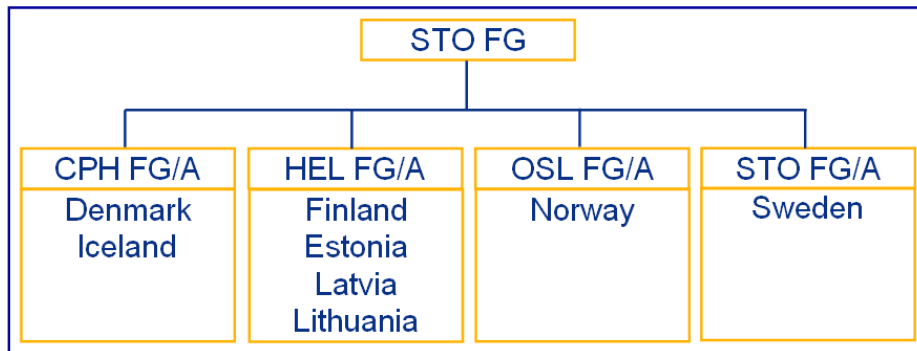 STO FG
CPH FG/A
Denmark
Iceland
HEL FG/A
Finland
Estonia
Latvia
Lithuania
OSL FG/A
Norway
STO FG/A
Sweden